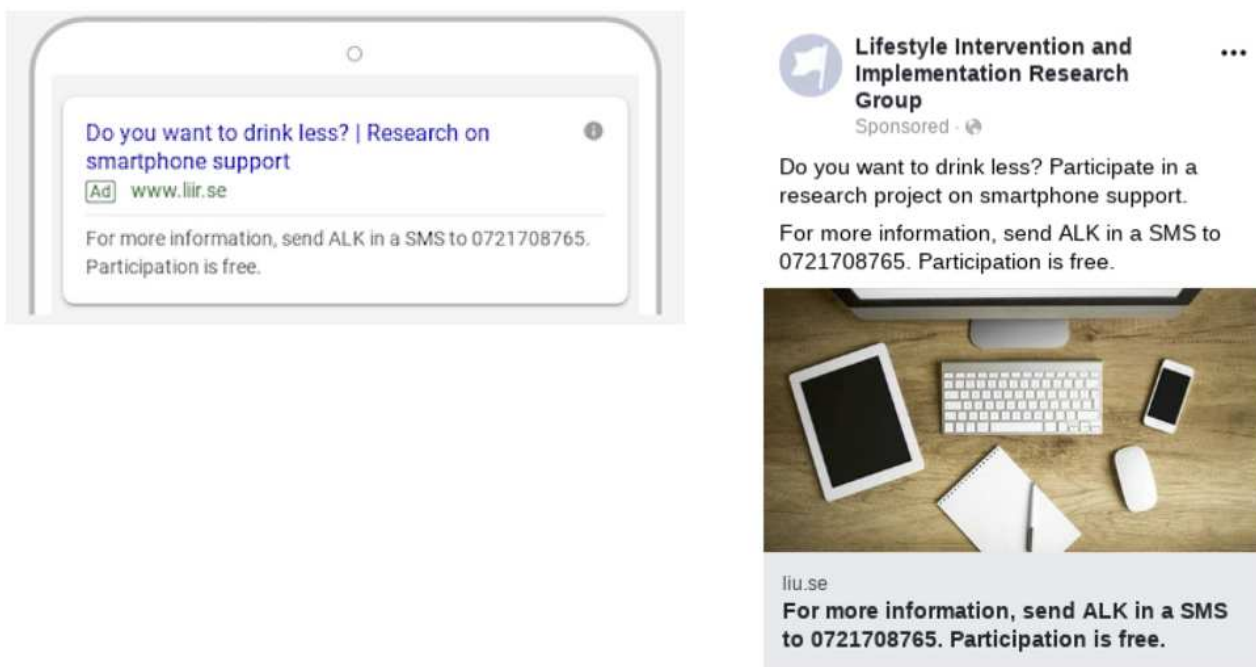 Do you want to drink less? | Research on
smartphone support
Ad www.liir.se
For more information, send ALK in a SMS to 0721708765.
Participation is free.
Lifestyle Intervention and
Implementation Research
Group
Sponsored ·
Do you want to drink less? Participate in a
research project on smartphone support.
For more information, send ALK in a SMS to
0721708765. Participation is free.
liu.se
For more information, send ALK in a SMS
to 0721708765. Participation is free.